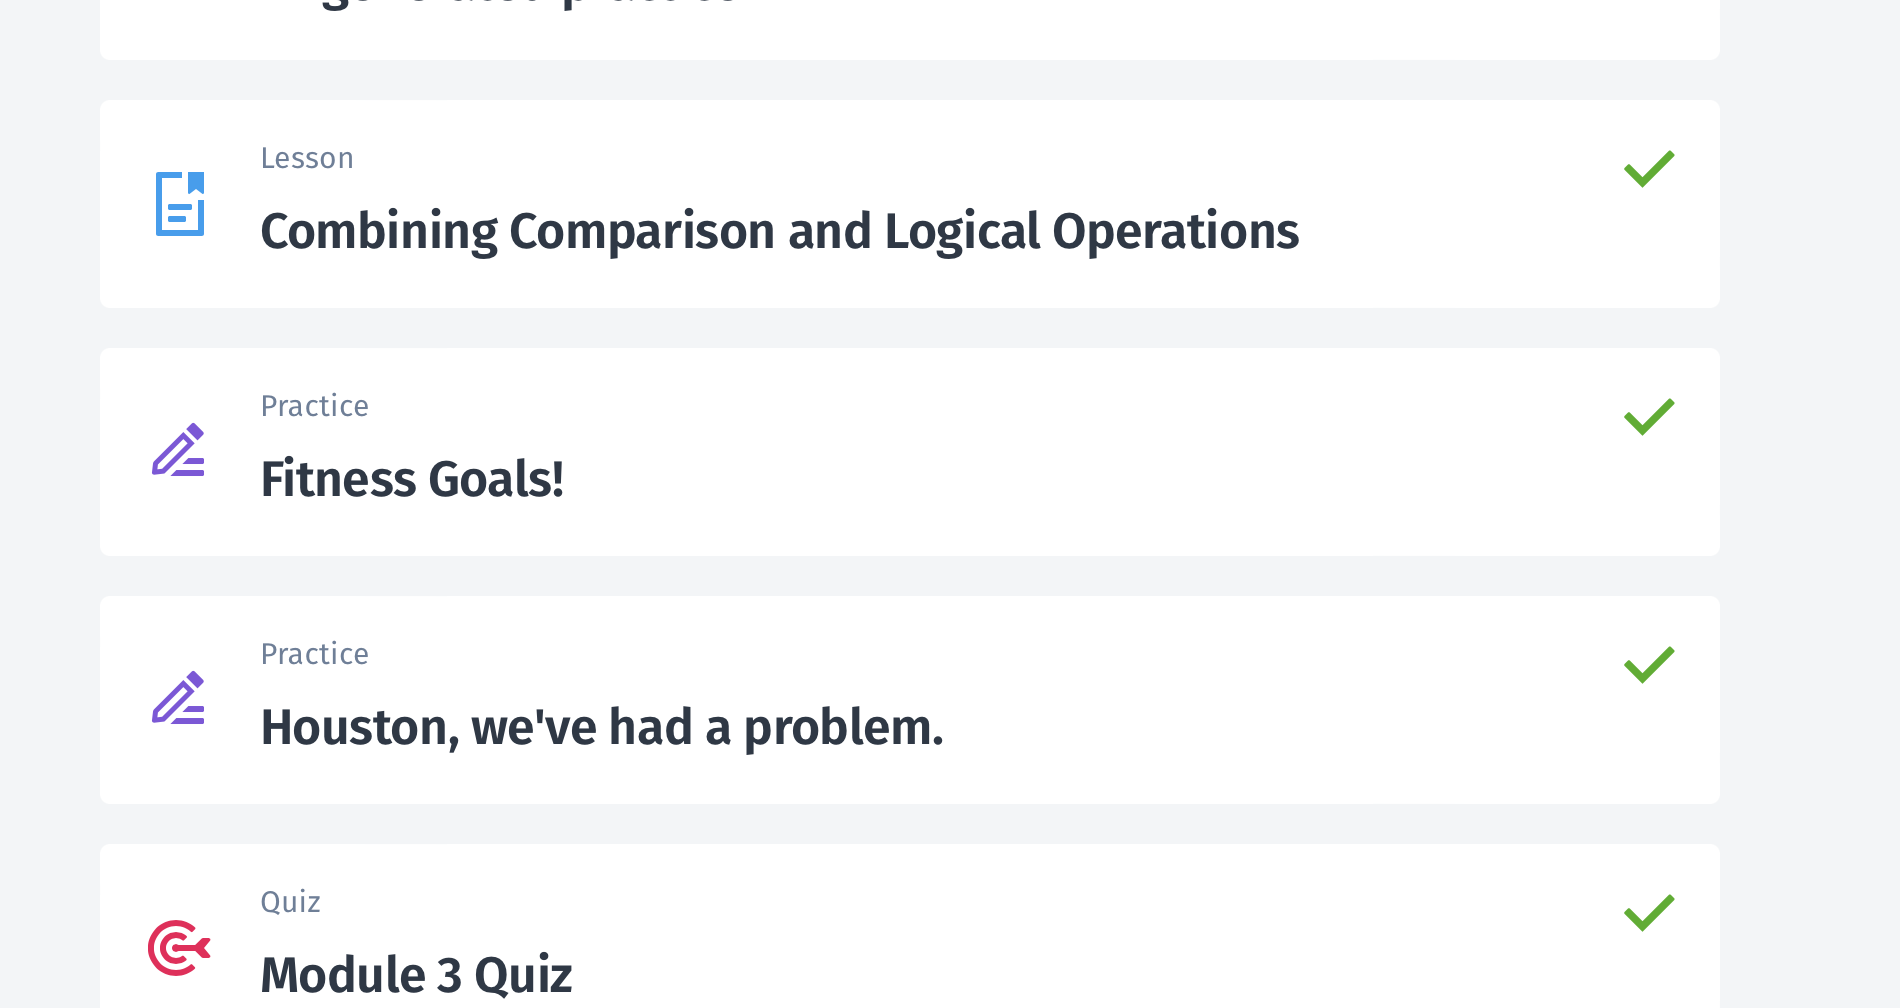 Lesson
Combining Comparison and Logical Operations
Practice
Fitness Goals!
Practice
Houston, we've had a problem.
Quiz
Module 3 Quiz